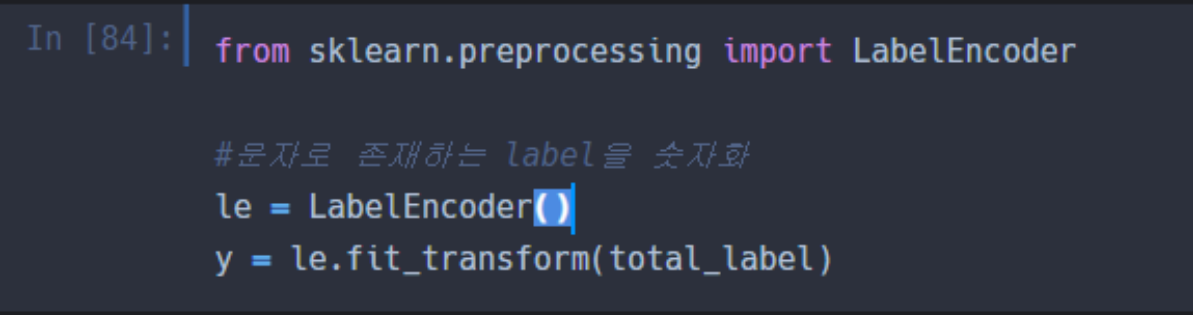 In [84]:
from sklearn.preprocessing import LabelEncoder
#문자로 존재하는 label을 숫자화
le = LabelEncoder()
y = le.fit_transform(total_label)